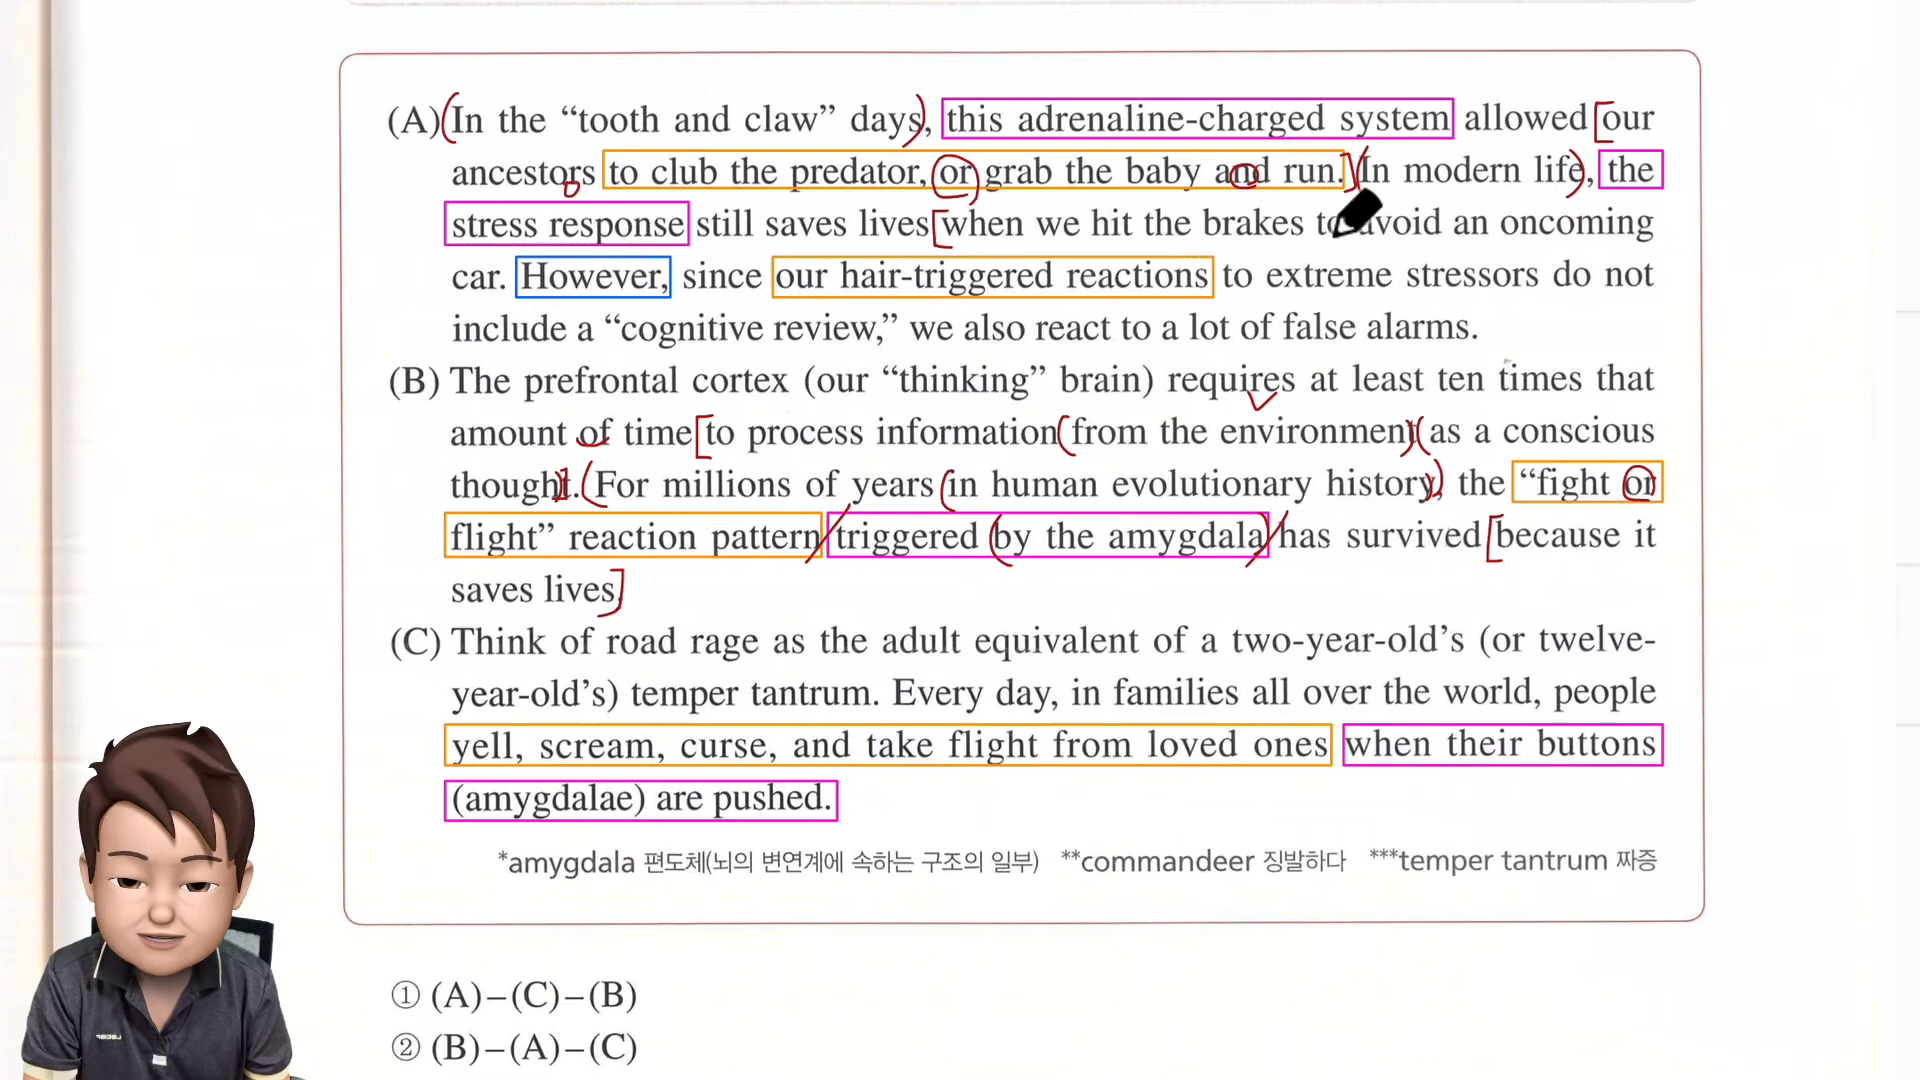 (A) In the “tooth and claw” days, this adrenaline-charged system allowed our
ancestors to club the predator, or grab the baby and run. In modern life, the
stress response still saves lives when we hit the brakes to avoid an oncoming
car. However, since our hair-triggered reactions to extreme stressors do not
include a “cognitive review,” we also react to a lot of false alarms.
(B) The prefrontal cortex (our “thinking” brain) requires at least ten times that
amount of time to process information from the environment as a conscious
thought. For millions of years in human evolutionary history, the “fight or
flight” reaction pattern triggered by the amygdala has survived because it
saves lives.
(C) Think of road rage as the adult equivalent of a two-year-old’s (or twelve-
year-old’s) temper tantrum. Every day, in families all over the world, people
yell, scream, curse, and take flight from loved ones when their buttons
(amygdalae) are pushed.
*amygdala 편도체(뇌의 변연계에 속하는 구조의 일부) **commandeer 징발하다 ***temper tantrum 짜증
① (A)–(C)–(B)
② (B)–(A)–(C)